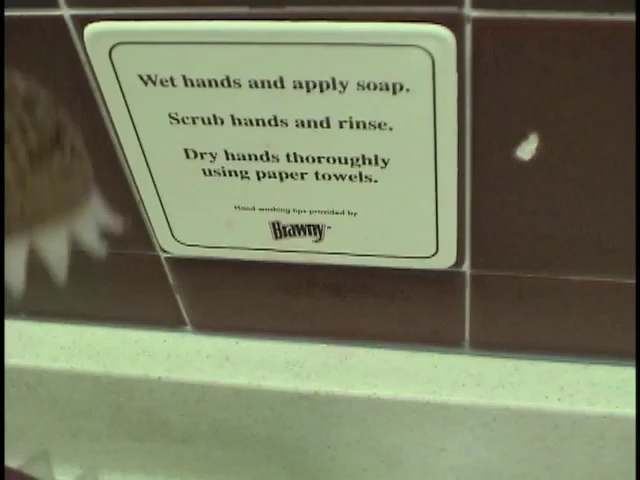 Wet hands and apply soap.
Scrub hands and rinse.
Dry hands thoroughly
using paper towels.
Hand washing tips provided by
Brawny™